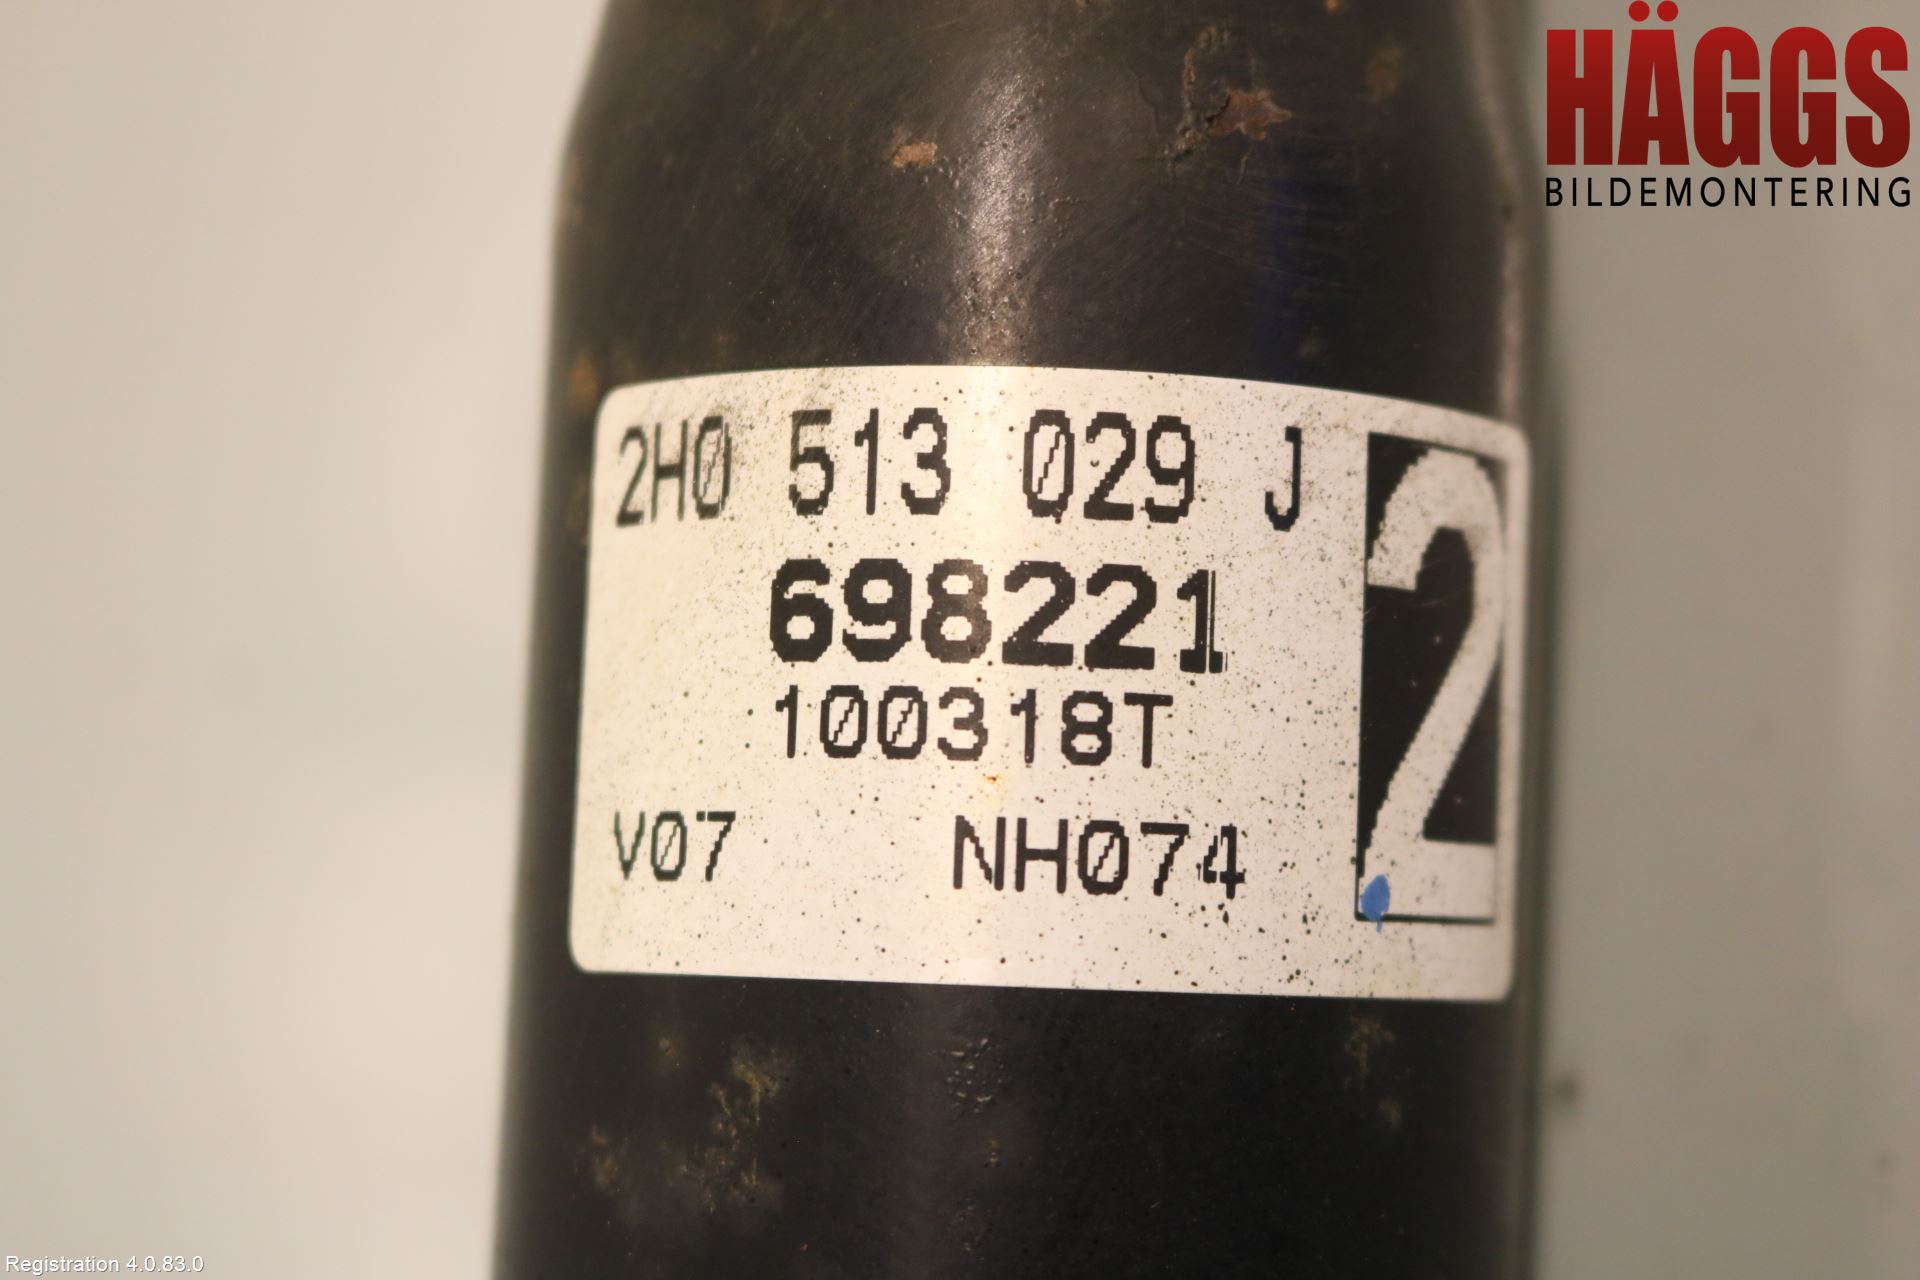 HÄGGS
BILDEMONTERING
2H0 513 029 J
2
698221
100318T
V07 NH074
Registration 4.0.83.0